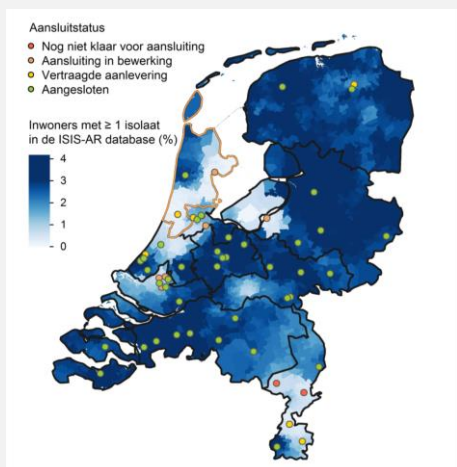 Aansluitstatus
Nog niet klaar voor aansluiting
Aansluiting in bewerking
Vertraagde aanlevering
Aangesloten
Inwoners met ≥ 1 isolaat
in de ISIS-AR database (%)
4
3
2
1
0